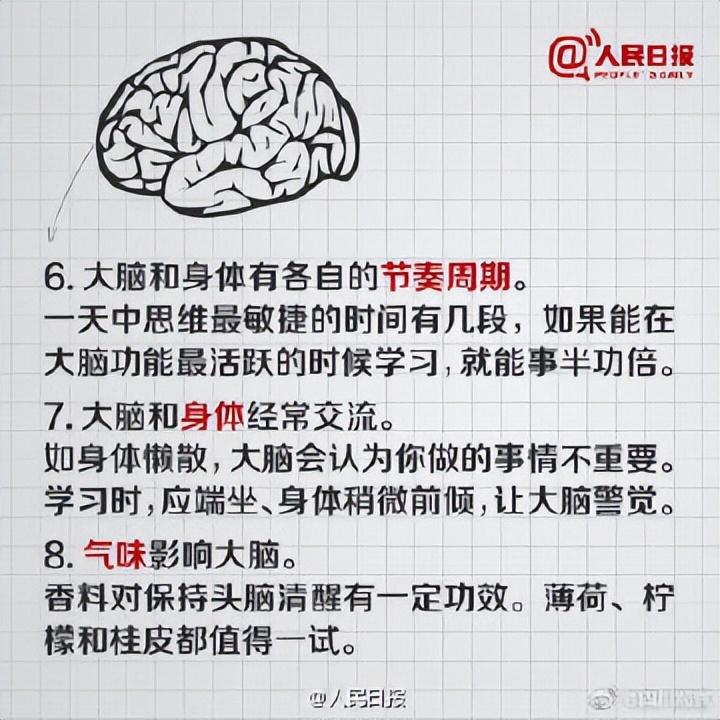 @人民日报
PEOPLE'S DAILY
6. 大脑和身体有各自的节奏周期。
一天中思维最敏捷的时间有几段，如果能在
大脑功能最活跃的时候学习，就能事半功倍。
7. 大脑和身体经常交流。
如身体懒散，大脑会认为你做的事情不重要。
学习时，应端坐、身体稍微前倾，让大脑警觉。
8. 气味影响大脑。
香料对保持头脑清醒有一定功效。薄荷、柠
檬和桂皮都值得一试。
@人民日报